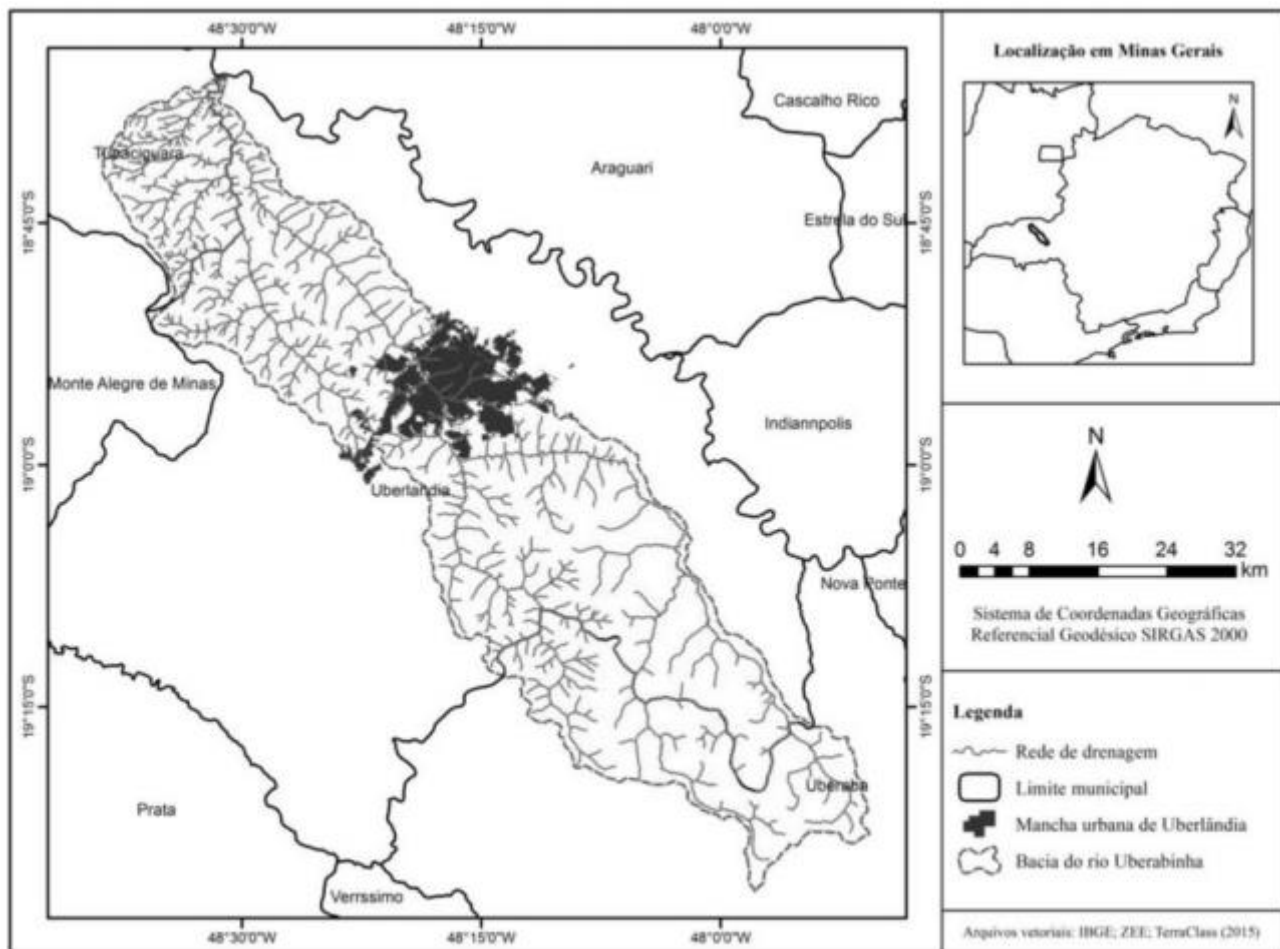 48°30'0"W 48°15'0"W 48°0'0"W
Cascalho Rico
Tupaciguara
Araguari
Estrela do Sul
18°45'0"S 18°45'0"S
Monte Alegre de Minas
Indiannpolis
19°0'0"S 19°0'0"S
Uberlândia
Nova Ponte
19°15'0"S 19°15'0"S
Uberaba
Prata
Verrssimo
48°30'0"W 48°15'0"W 48°0'0"W
Localização em Minas Gerais
N
N
0 4 8 16 24 32
km
Sistema de Coordenadas Geográficas
Referencial Geodésico SIRGAS 2000
Legenda
Rede de drenagem
Limite municipal
Mancha urbana de Uberlândia
Bacia do rio Uberabinha
Arquivos vetoriais: IBGE; ZEE; TerraClass (2015)